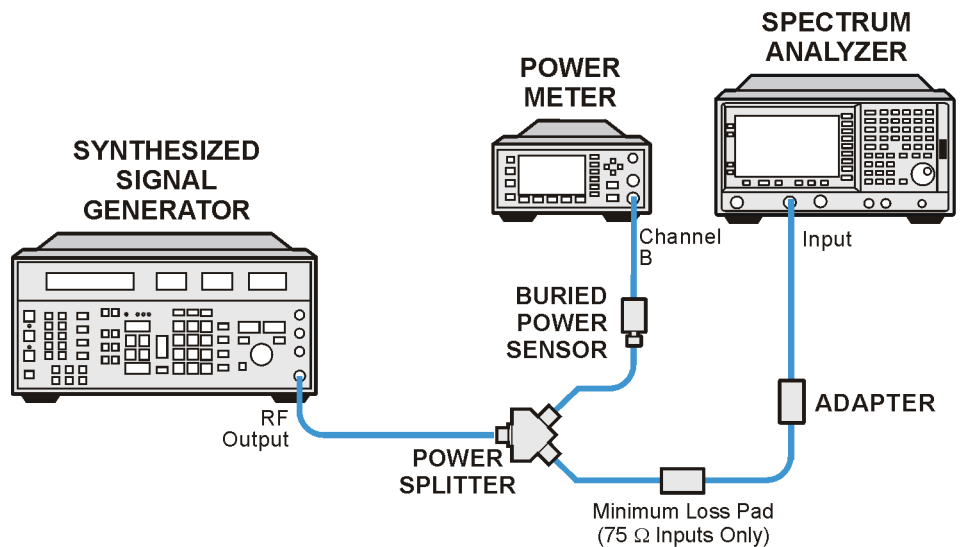 SPECTRUM
ANALYZER
POWER
METER
SYNTHESIZED
SIGNAL
GENERATOR
Channel
B
Input
BURIED
POWER
SENSOR
ADAPTER
RF
Output
POWER
SPLITTER
Minimum Loss Pad
(75 Ω Inputs Only)